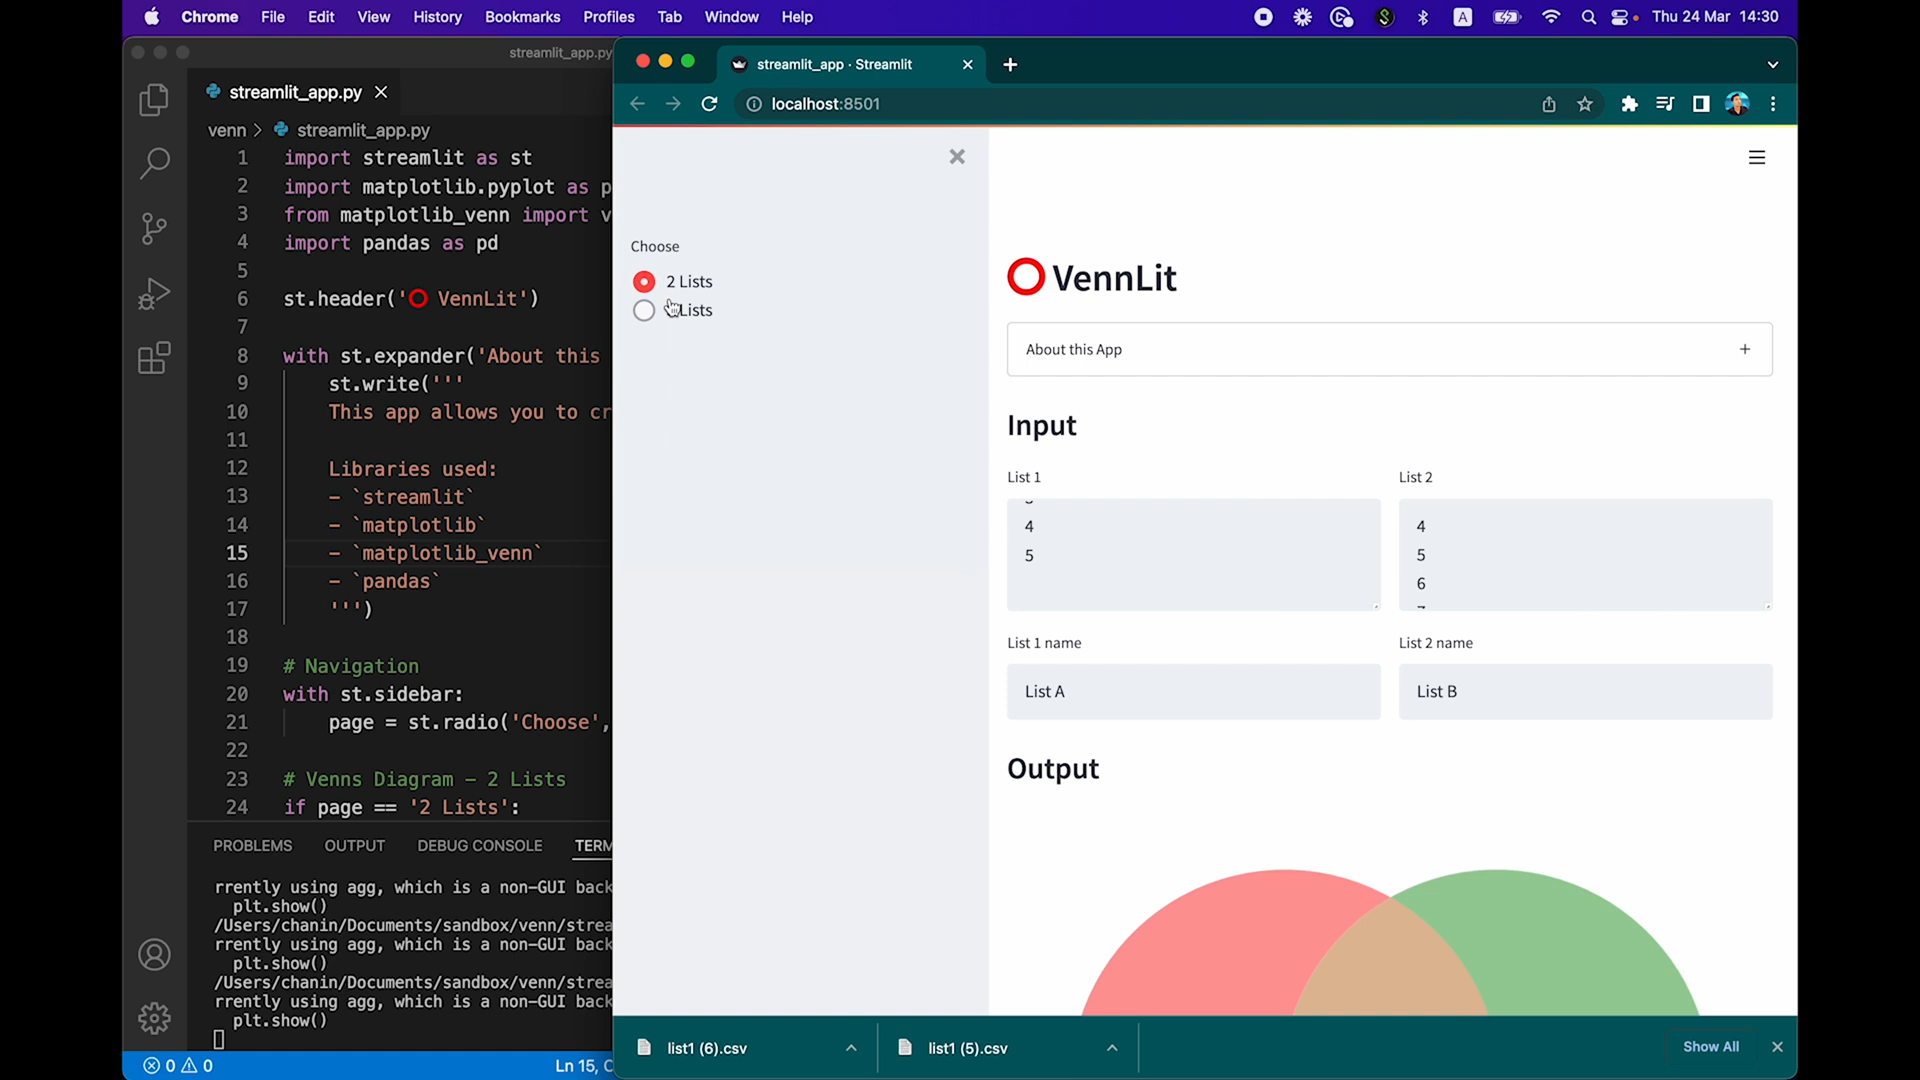 Chrome File Edit View History Bookmarks Profiles Tab Window Help
A Thu 24 Mar 14:30
streamlit_app.py
streamlit_app.py
venn > streamlit_app.py
1 import streamlit as st
2 import matplotlib.pyplot as p
3 from matplotlib_venn import v
4 import pandas as pd
5
6 st.header('⭕ VennLit')
7
8 with st.expander('About this
9 st.write('''
10 This app allows you to cr
11
12 Libraries used:
13 - `streamlit`
14 - `matplotlib`
15 - `matplotlib_venn`
16 - `pandas`
17 ''')
18
19 # Navigation
20 with st.sidebar:
21 page = st.radio('Choose',
22
23 # Venns Diagram - 2 Lists
24 if page == '2 Lists':
PROBLEMS OUTPUT DEBUG CONSOLE TERM
rrently using agg, which is a non-GUI back
plt.show()
/Users/chanin/Documents/sandbox/venn/strea
rrently using agg, which is a non-GUI back
plt.show()
/Users/chanin/Documents/sandbox/venn/strea
rrently using agg, which is a non-GUI back
plt.show()
0 0 Ln 15, C
streamlit_app · Streamlit
localhost:8501
Choose
2 Lists
Lists
VennLit
About this App
Input
List 1 List 2
4
5
4
5
6
List 1 name List 2 name
List A List B
Output
list1 (6).csv list1 (5).csv Show All